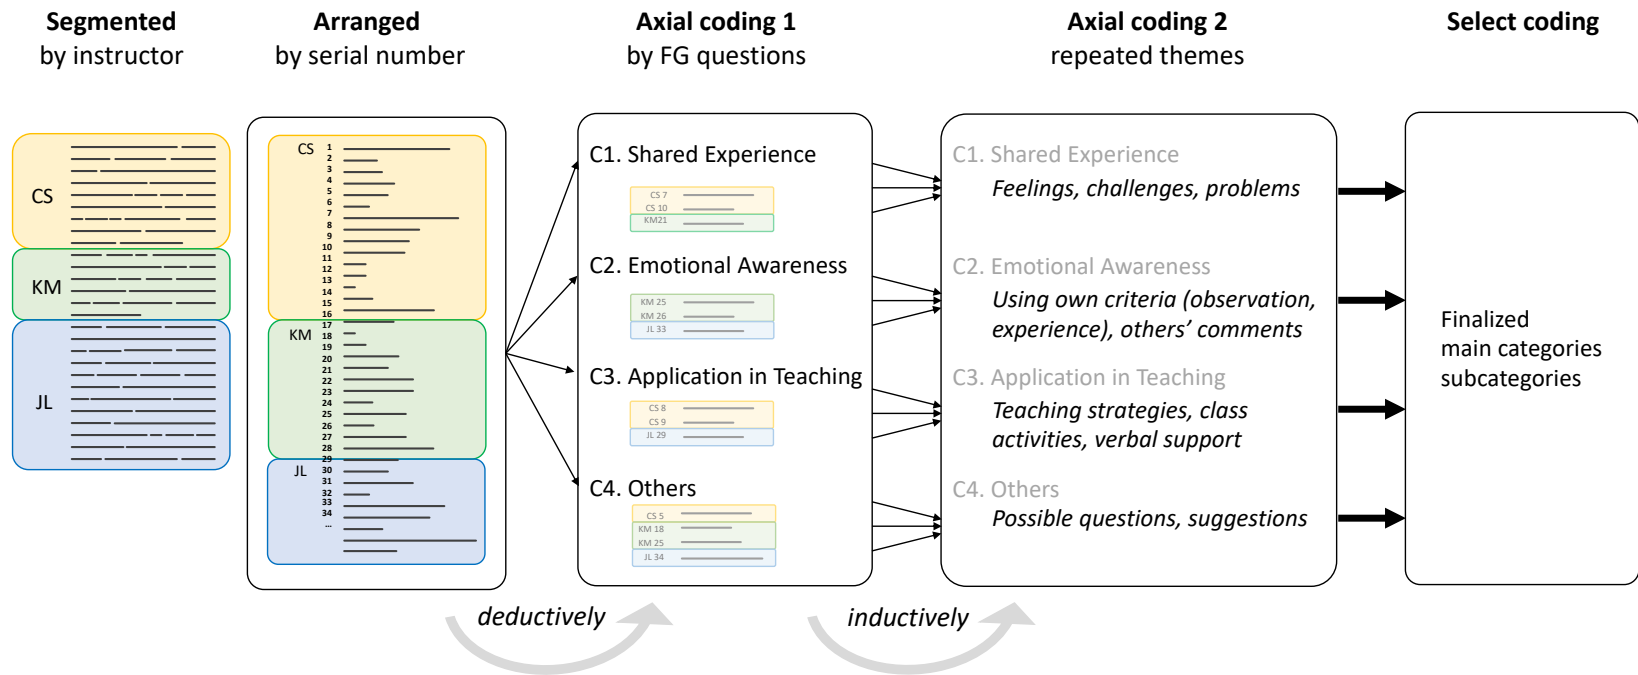 Segmented
by instructor
Arranged
by serial number
Axial coding 1
by FG questions
Axial coding 2
repeated themes
Select coding
CS
KM
JL
CS
KM
JL
1
2
3
4
5
6
7
8
9
10
11
12
13
14
15
16
17
18
19
20
21
22
23
24
25
26
27
28
29
30
31
32
33
34
...
C1. Shared Experience
CS 7
CS 10
KM21
C2. Emotional Awareness
KM 25
KM 26
JL 33
C3. Application in Teaching
CS 8
CS 9
JL 29
C4. Others
CS 5
KM 18
KM 25
JL 34
C1. Shared Experience
Feelings, challenges, problems
C2. Emotional Awareness
Using own criteria (observation,
experience), others’ comments
C3. Application in Teaching
Teaching strategies, class
activities, verbal support
C4. Others
Possible questions, suggestions
Finalized
main categories
subcategories
deductively
inductively